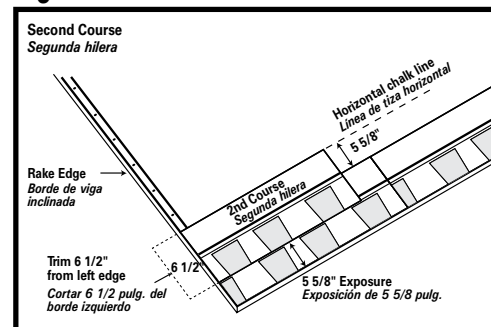 Second Course
Segunda hilera
Horizontal chalk line
Línea de tiza horizontal
5 5/8"
Rake Edge
Borde de viga
inclinada
2nd Course
Segunda hilera
Trim 6 1/2"
from left edge
Cortar 6 1/2 pulg. del
borde izquierdo
6 1/2"
5 5/8" Exposure
Exposición de 5 5/8 pulg.